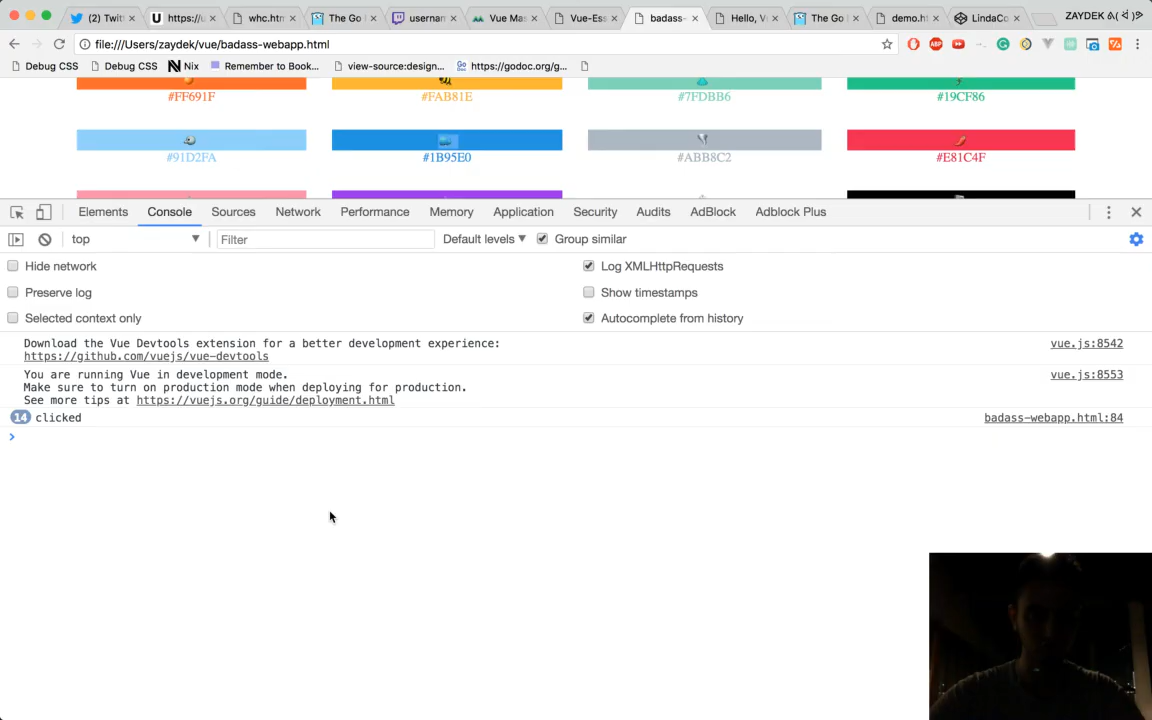 (2) Twitt
https:/
whc.htm
The Go
usernan
Vue Mas
Vue-Ess
badass-
Hello, V
The Go
demo.ht
LindaCo
ZAYDEK
file:///Users/zaydek/vue/badass-webapp.html
Debug CSS
Debug CSS
Nix
Remember to Book...
view-source:design...
https://godoc.org/g...
#FF691F
#FAB81E
#7FDBB6
#19CF86
#91D2FA
#1B95E0
#ABB8C2
#E81C4F
Elements
Console
Sources
Network
Performance
Memory
Application
Security
Audits
AdBlock
Adblock Plus
top
Filter
Default levels
Group similar
Hide network
Log XMLHttpRequests
Preserve log
Show timestamps
Selected context only
Autocomplete from history
Download the Vue Devtools extension for a better development experience:
vue.js:8542
https://github.com/vuejs/vue-devtools
You are running Vue in development mode.
vue.js:8553
Make sure to turn on production mode when deploying for production.
See more tips at https://vuejs.org/guide/deployment.html
14 clicked
badass-webapp.html:84